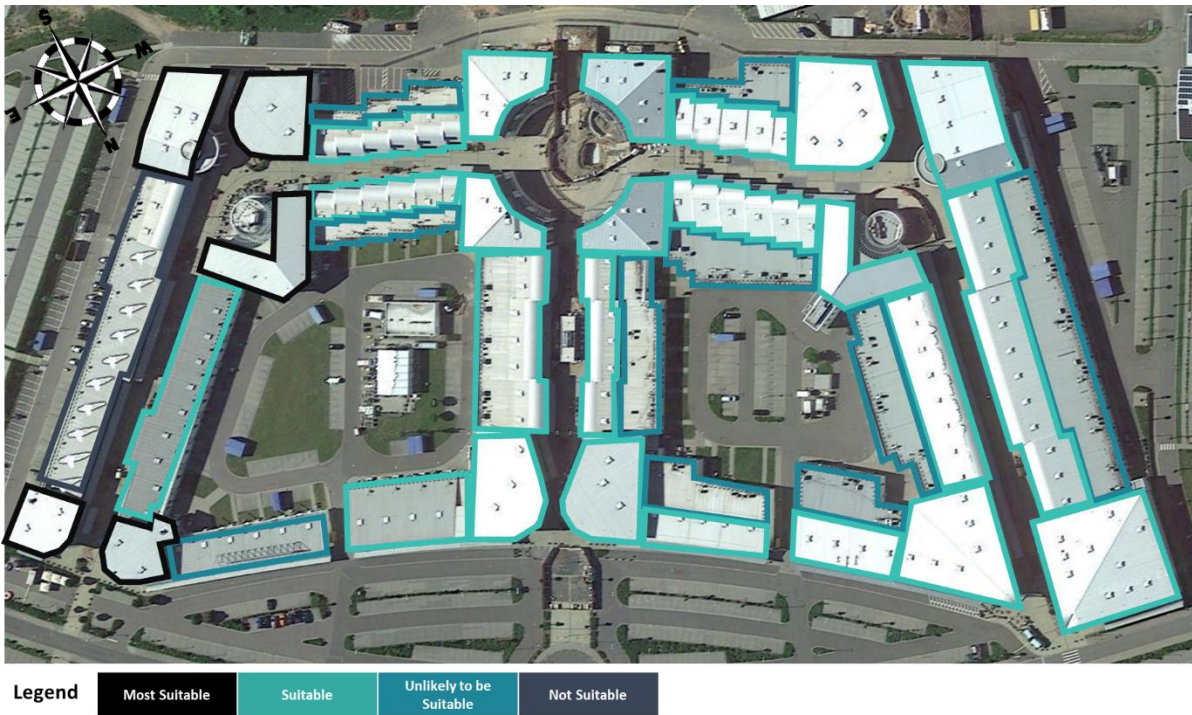 S
W
E
N
Legend
Most Suitable
Suitable
Unlikely to be
Suitable
Not Suitable